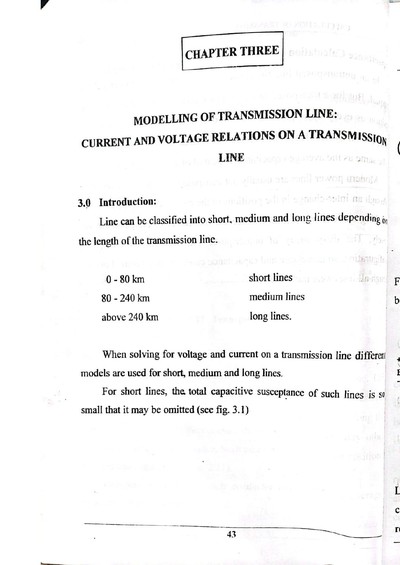 CHAPTER THREE
MODELLING OF TRANSMISSION LINE:
CURRENT AND VOLTAGE RELATIONS ON A TRANSMISSION
LINE
3.0 Introduction:
Line can be classified into short, medium and long lines depending on
the length of the transmission line.
0 - 80 km short lines
80 - 240 km medium lines
above 240 km long lines.
When solving for voltage and current on a transmission line different
models are used for short, medium and long lines.
For short lines, the total capacitive susceptance of such lines is so
small that it may be omitted (see fig. 3.1)
43